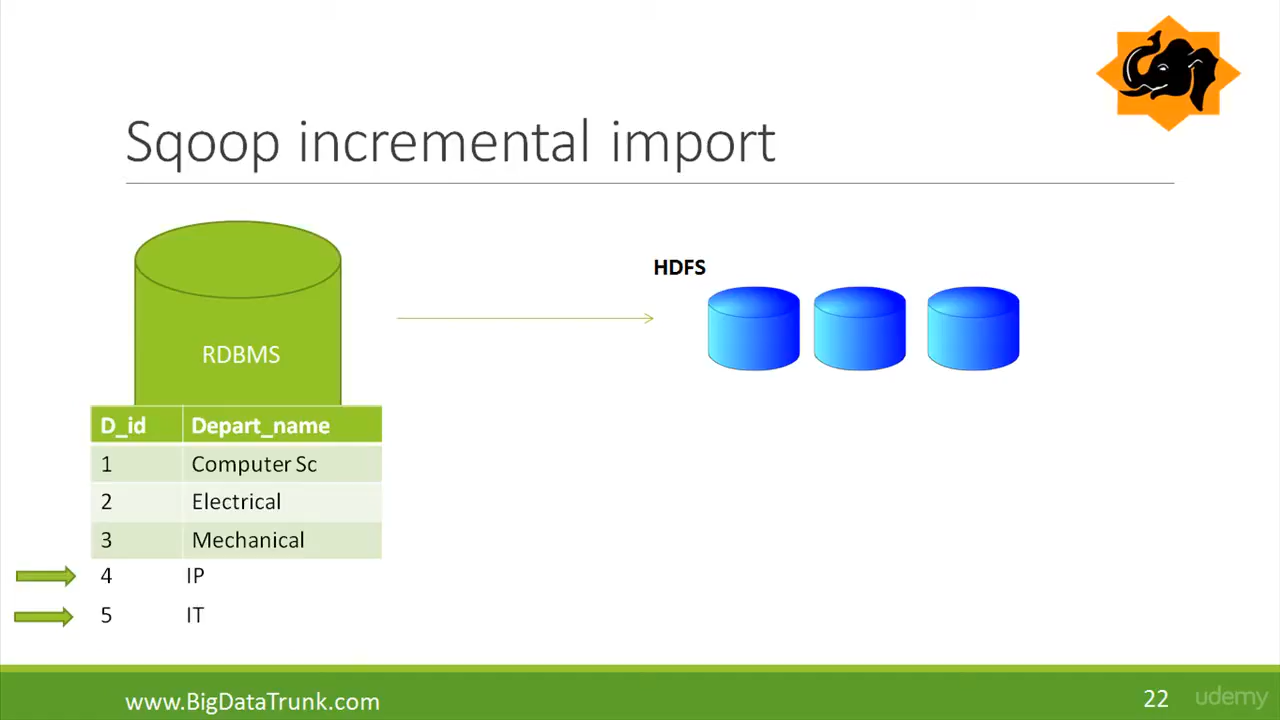 Sqoop incremental import
HDFS
RDBMS
D_id Depart_name
1 Computer Sc
2 Electrical
3 Mechanical
4 IP
5 IT
www.BigDataTrunk.com
22
udemy